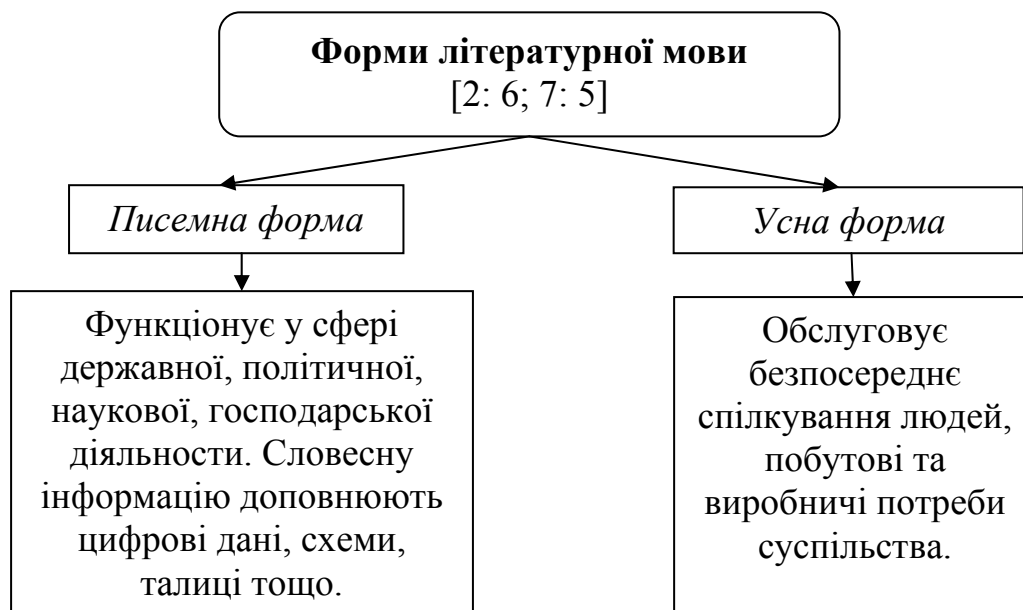 Форми літературної мови
[2: 6; 7: 5]
Писемна форма
Усна форма
Функціонує у сфері
державної, політичної,
наукової, господарської
діяльности. Словесну
інформацію доповнюють
цифрові дані, схеми,
талиці тощо.
Обслуговує
безпосереднє
спілкування людей,
побутові та
виробничі потреби
суспільства.